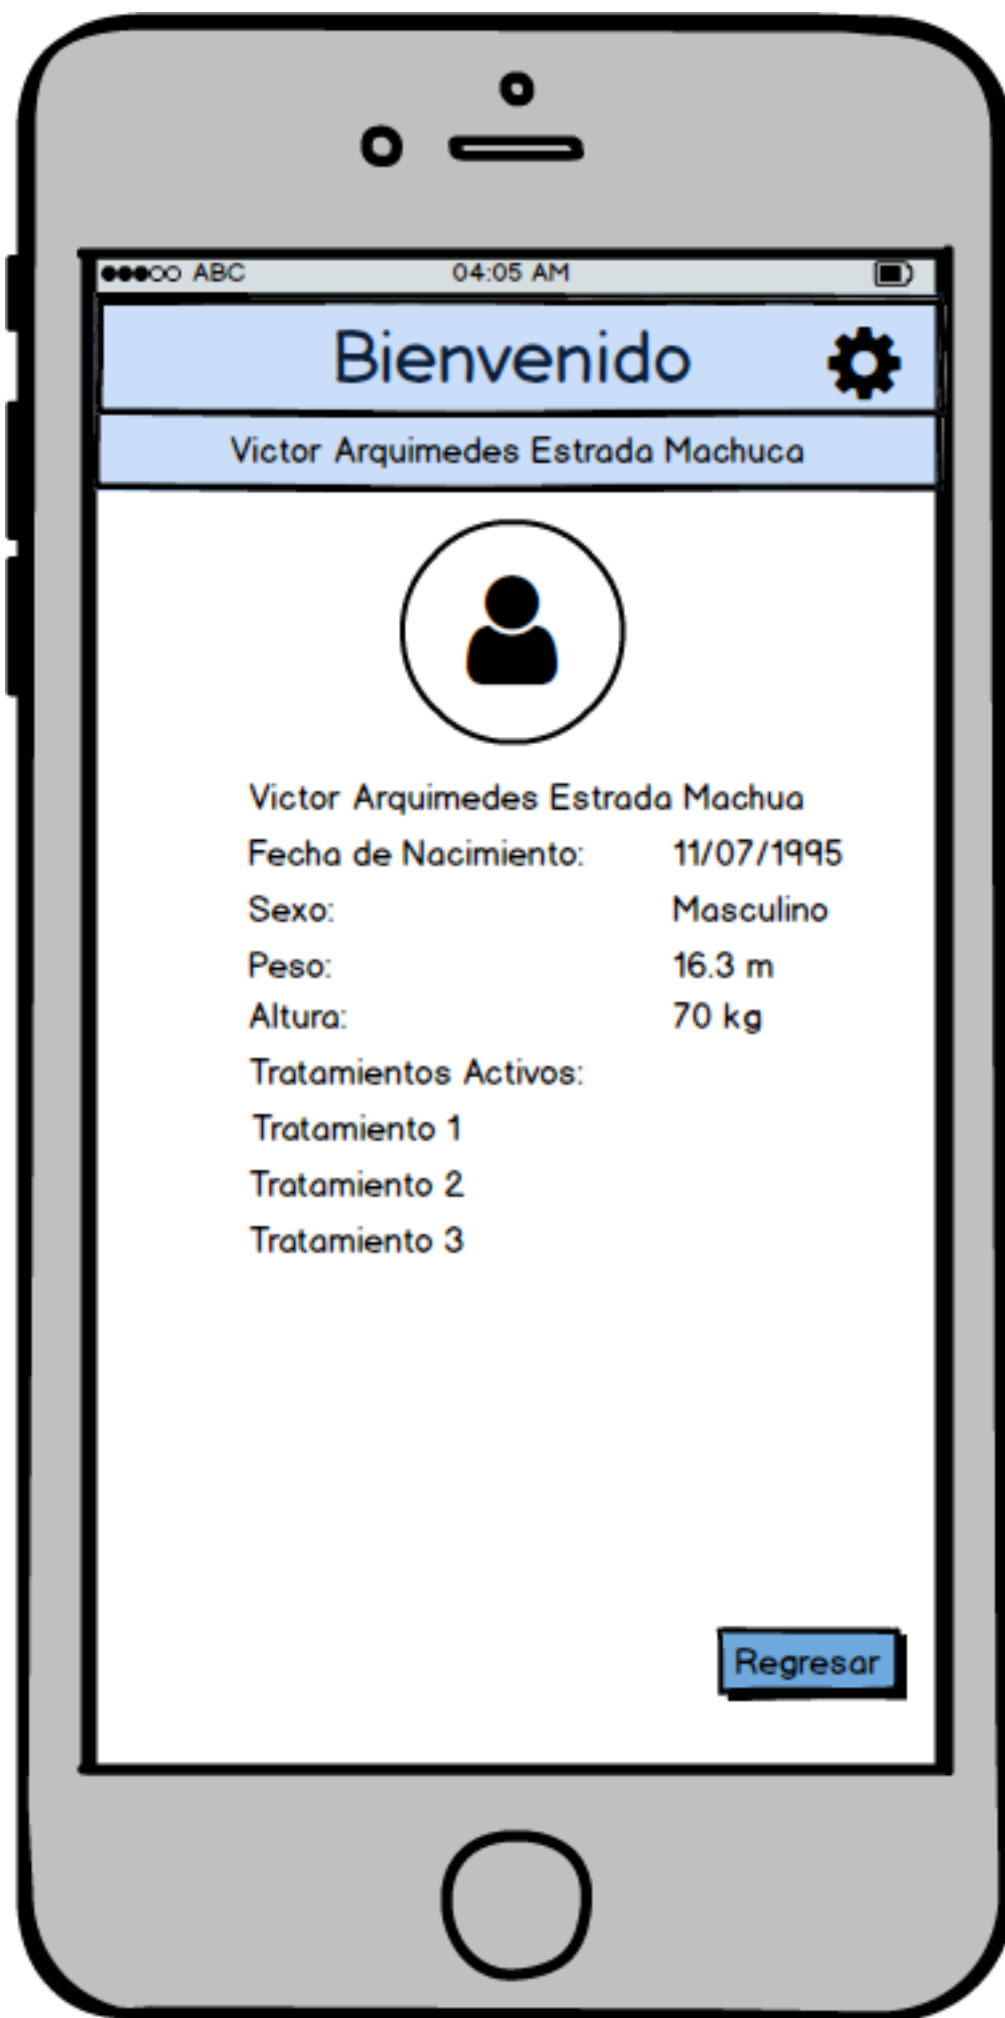 ABC 04:05 AM
Bienvenido
Victor Arquimedes Estrada Machuca
Victor Arquimedes Estrada Machua
Fecha de Nacimiento: 11/07/1995
Sexo: Masculino
Peso: 16.3 m
Altura: 70 kg
Tratamientos Activos:
Tratamiento 1
Tratamiento 2
Tratamiento 3
Regresar